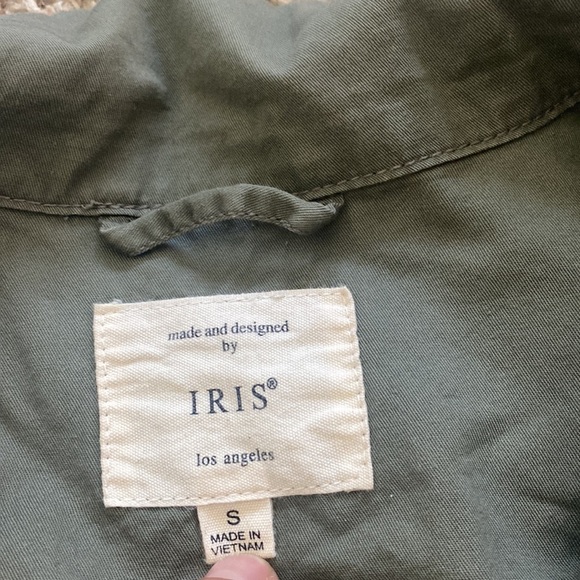 made and designed
by
IRIS®
los angeles
S
MADE IN
VIETNAM